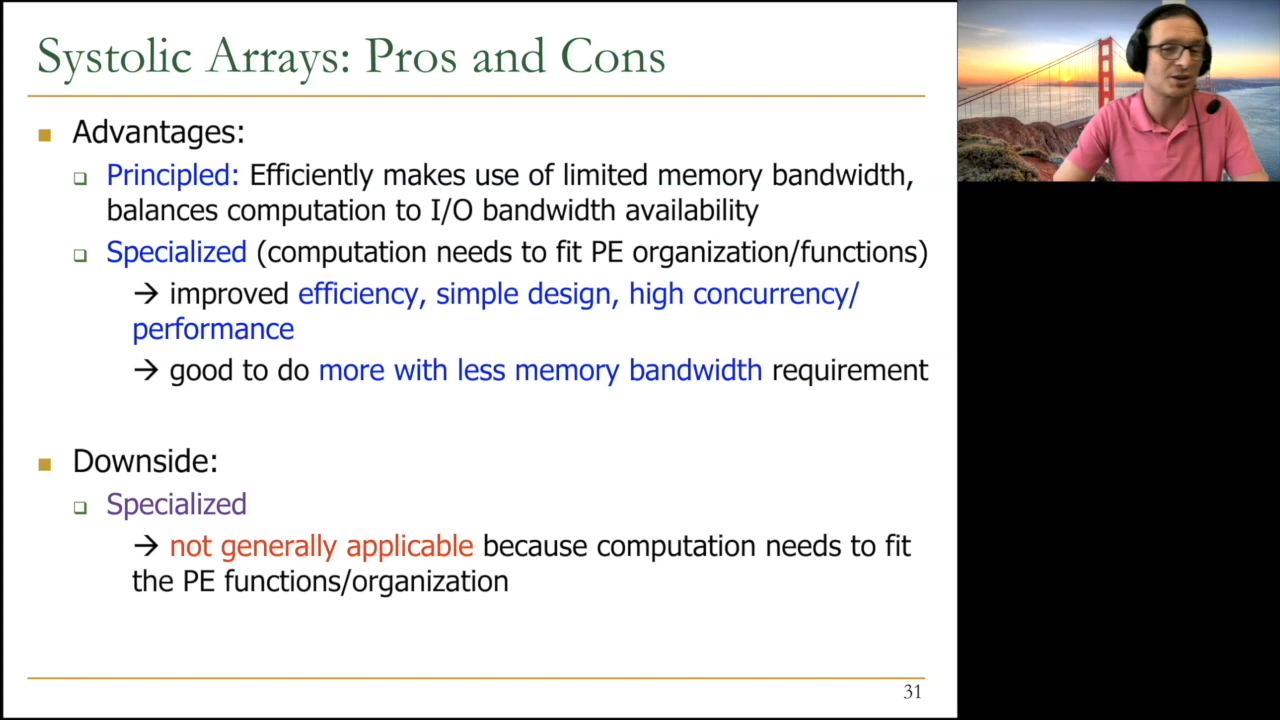 Systolic Arrays: Pros and Cons
Advantages:
Principled: Efficiently makes use of limited memory bandwidth,
balances computation to I/O bandwidth availability
Specialized (computation needs to fit PE organization/functions)
→ improved efficiency, simple design, high concurrency/
performance
→ good to do more with less memory bandwidth requirement
Downside:
Specialized
→ not generally applicable because computation needs to fit
the PE functions/organization
31